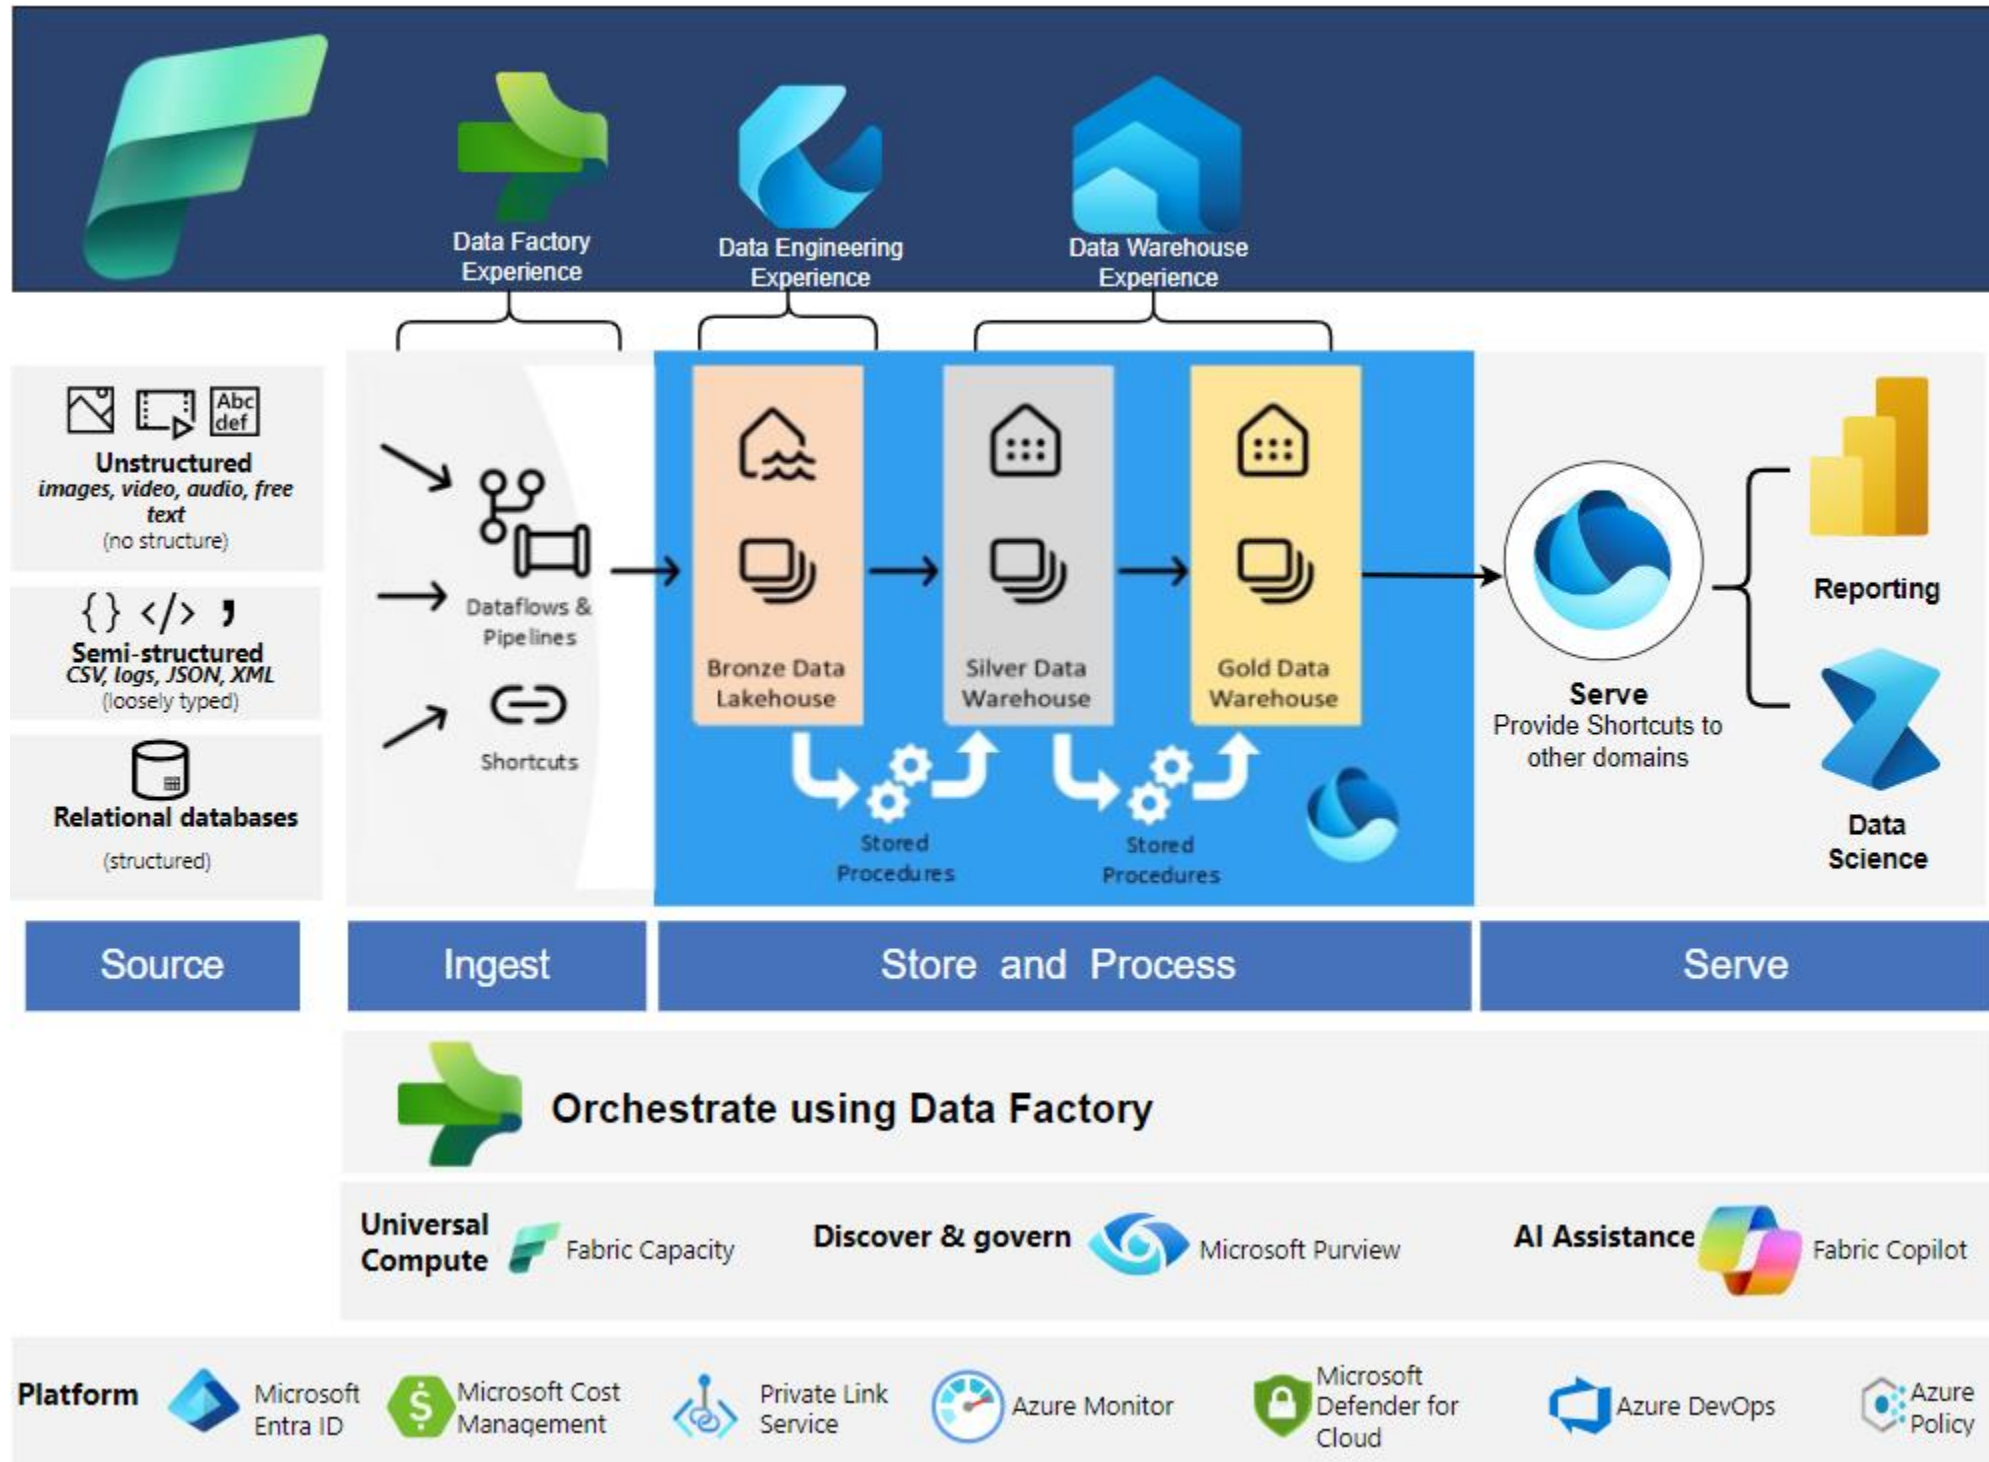 Data Factory
Experience
Data Engineering
Experience
Data Warehouse
Experience
Abc
def
Unstructured
images, video, audio, free
text
(no structure)
{ } </> ,
Semi-structured
CSV, logs, JSON, XML
(loosely typed)
Relational databases
(structured)
Dataflows &
Pipelines
Shortcuts
Bronze Data
Lakehouse
Silver Data
Warehouse
Gold Data
Warehouse
Stored
Procedures
Stored
Procedures
Serve
Provide Shortcuts to
other domains
Reporting
Data
Science
Source
Ingest
Store and Process
Serve
Orchestrate using Data Factory
Universal
Compute
Fabric Capacity
Discover & govern
Microsoft Purview
AI Assistance
Fabric Copilot
Platform
Microsoft
Entra ID
$
Microsoft Cost
Management
Private Link
Service
Azure Monitor
Microsoft
Defender for
Cloud
Azure DevOps
Azure
Policy